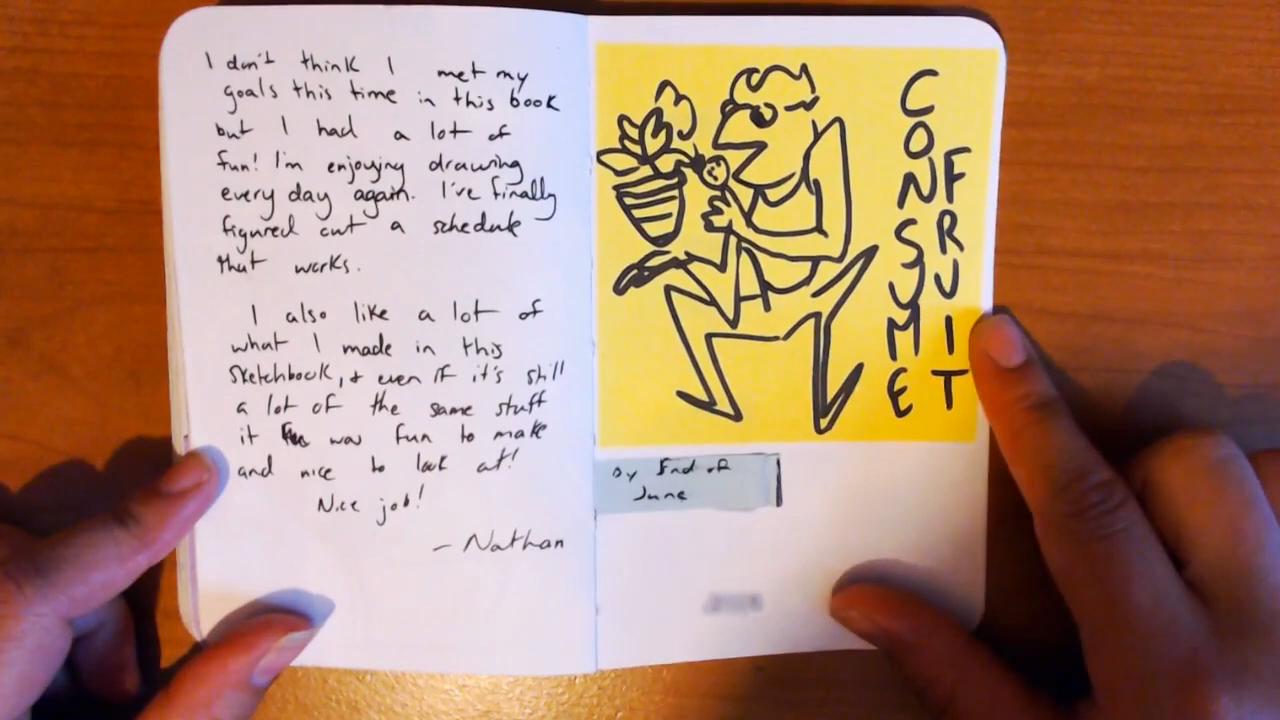 I don't think I met my
goals this time in this book
but I had a lot of
fun! I'm enjoying drawing
every day again. I've finally
figured out a schedule
that works.
I also like a lot of
what I made in this
sketchbook, & even if it's still
a lot of the same stuff
it was fun to make
and nice to look at!
Nice job!
- Nathan
CONSUME
FRUIT
by End of
June